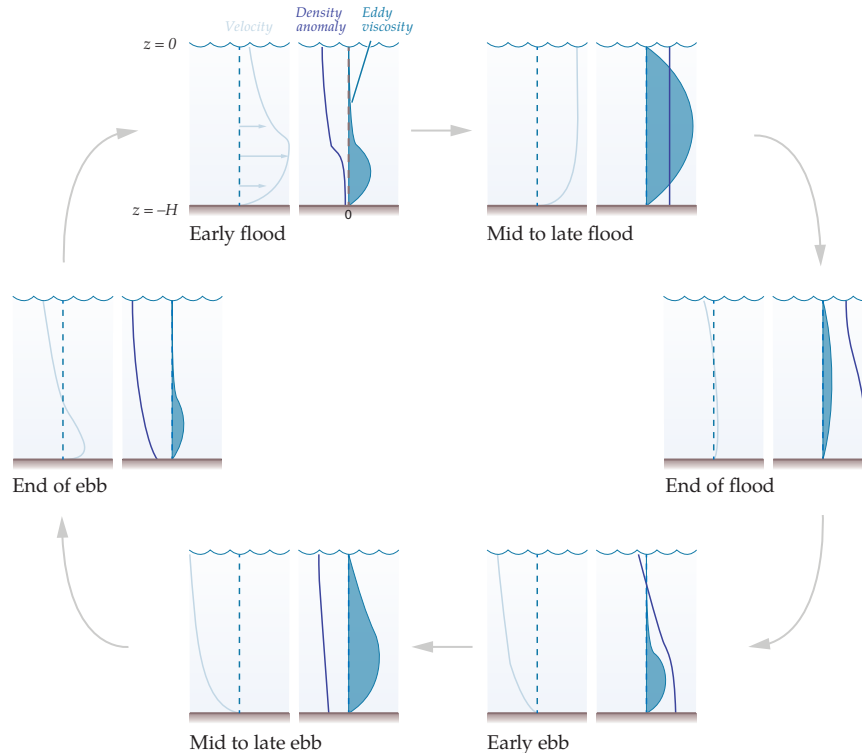 Velocity
Density
anomaly
Eddy
viscosity
z = 0
z = –H
0
Early flood
Mid to late flood
End of ebb
End of flood
Mid to late ebb
Early ebb